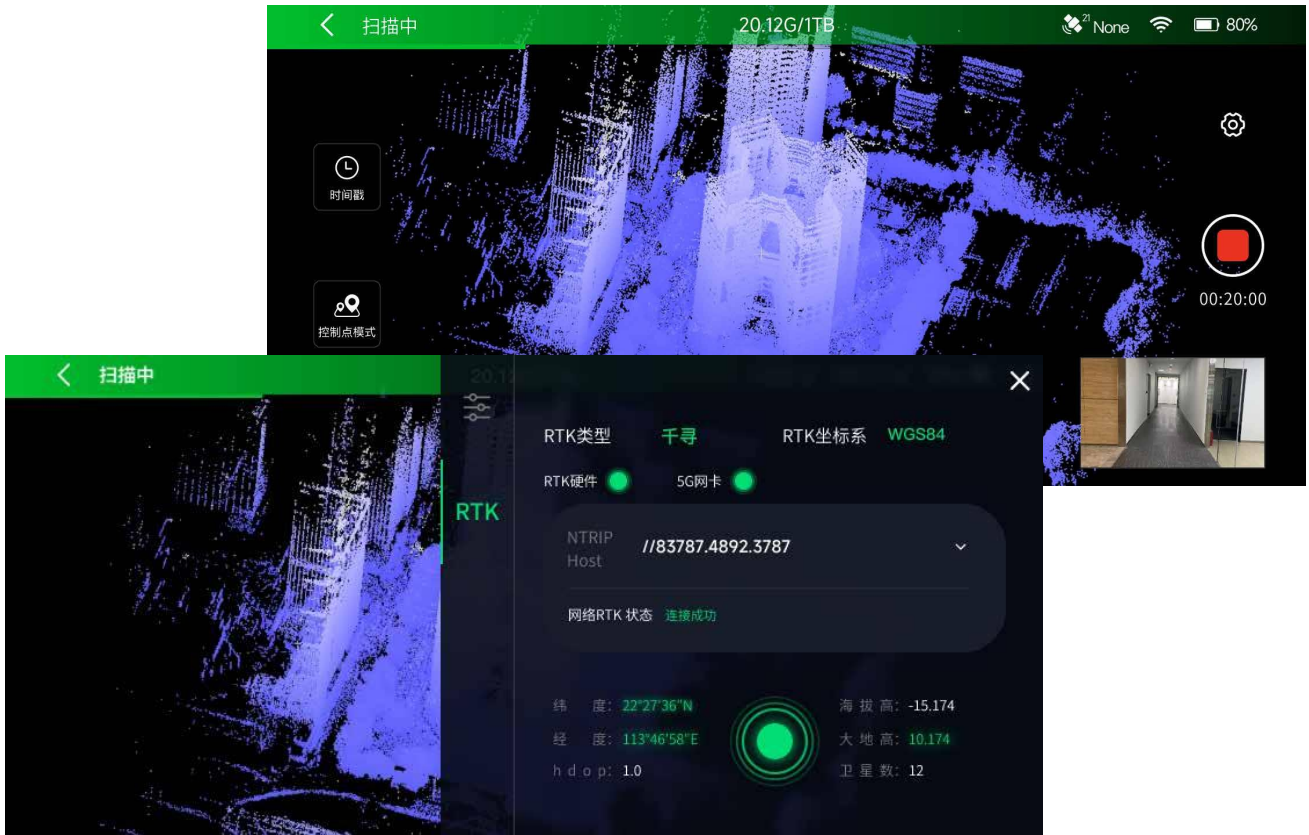 扫描中
20.12G/1TB
21 None
80%
时间戳
控制点模式
00:20:00
扫描中
RTK
RTK类型 千寻 RTK坐标系 WGS84
RTK硬件 5G网卡
NTRIP Host //83787.4892.3787
网络RTK 状态 连接成功
纬 度: 22°27'36"N 海 拔 高: -15.174
经 度: 113°46'58"E 大 地 高: 10.174
h d o p: 1.0 卫 星 数: 12